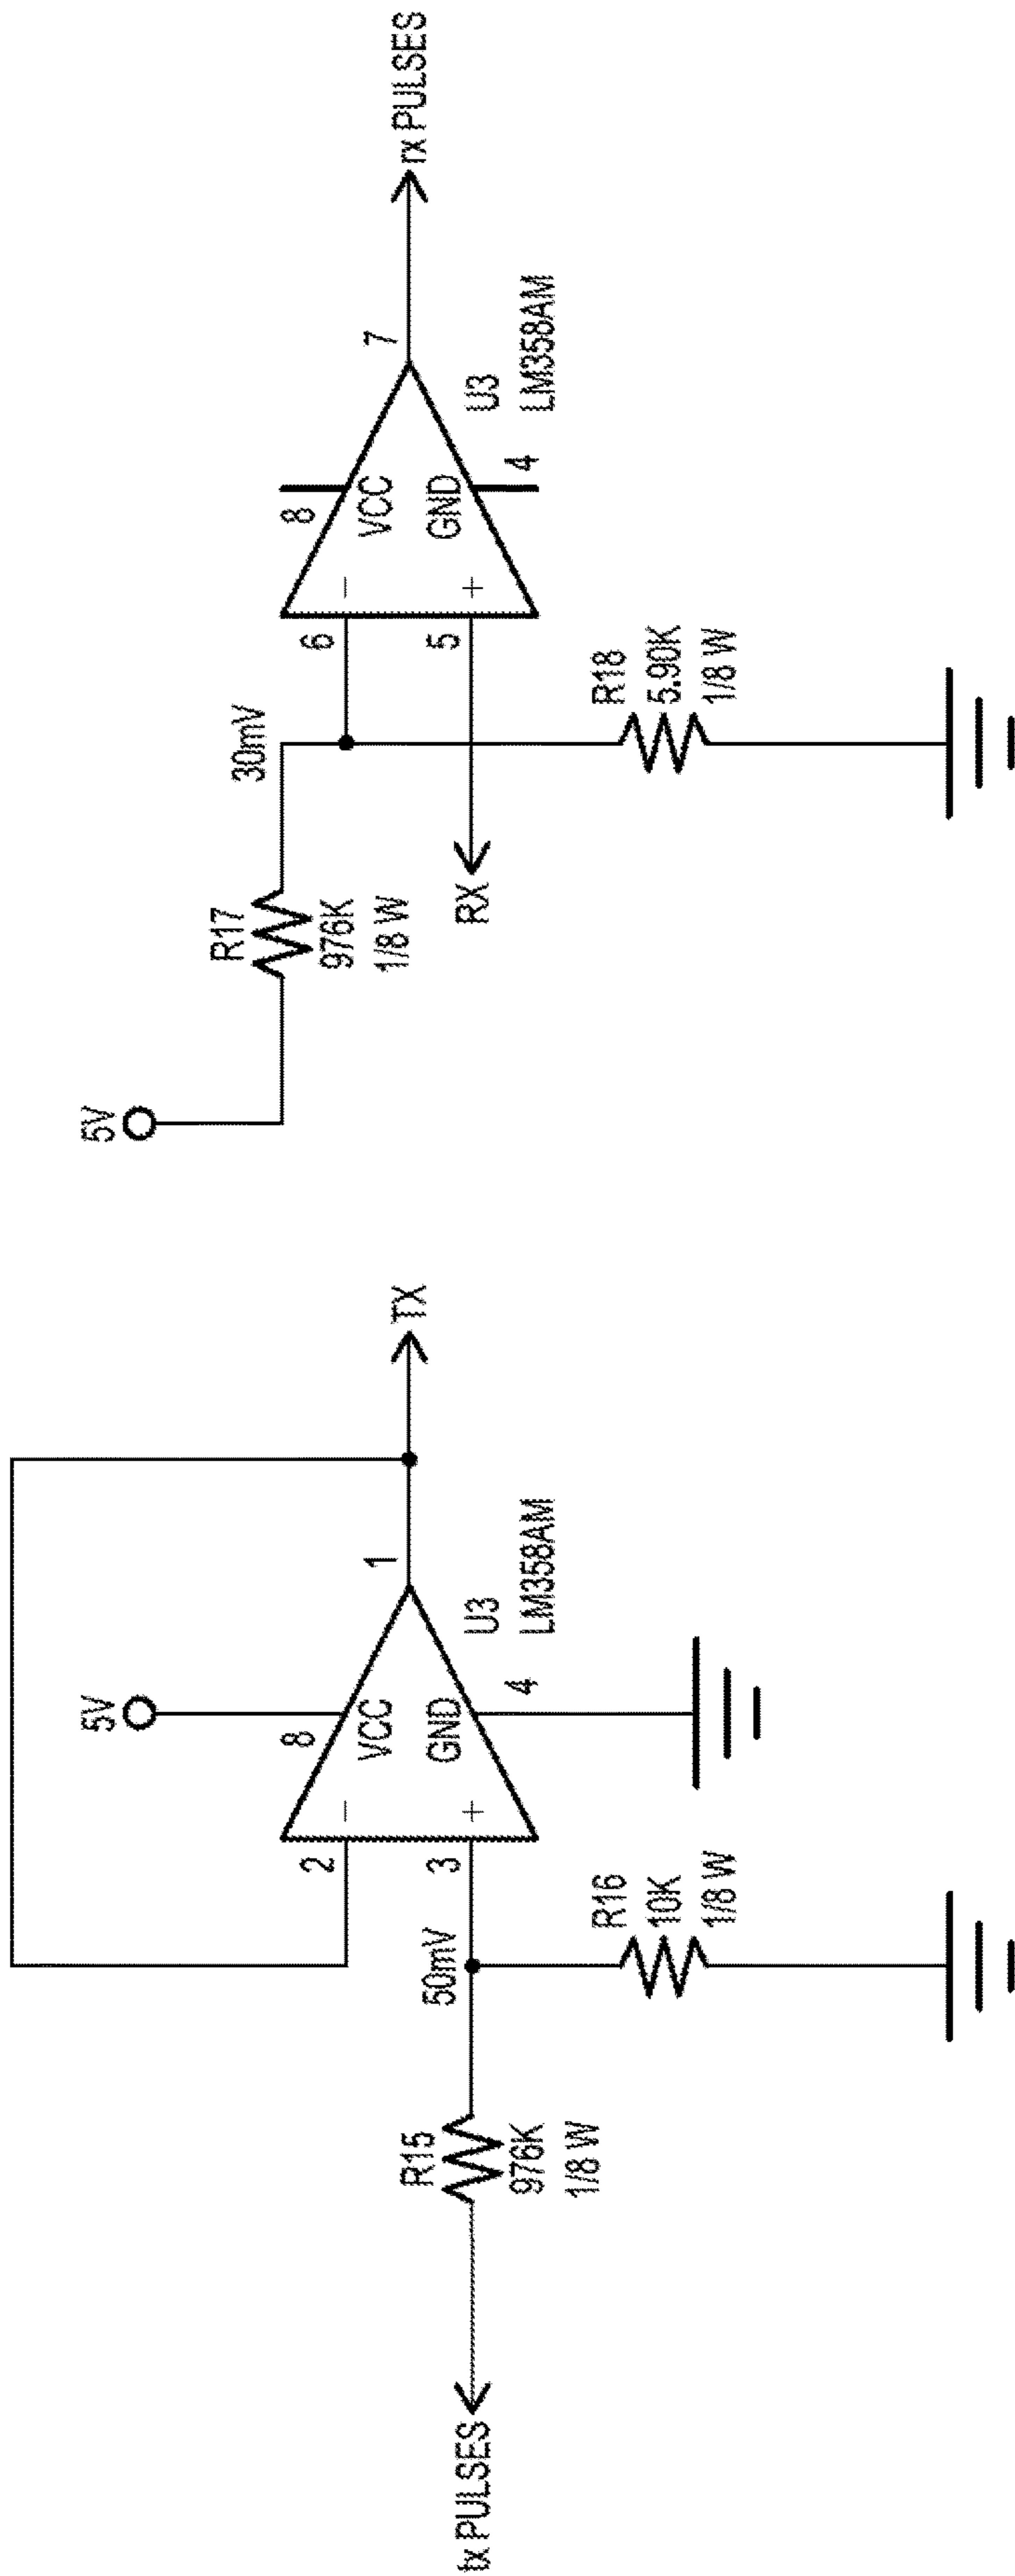 tx PULSES
R15
976K
1/8 W
50mV
R16
10K
1/8 W
2
3
-
+
5V
8
VCC
GND
4
1
U3
LM358AM
TX
5V
R17
976K
1/8 W
30mV
RX
R18
5.90K
1/8 W
6
5
-
+
8
VCC
GND
4
7
U3
LM358AM
rx PULSES